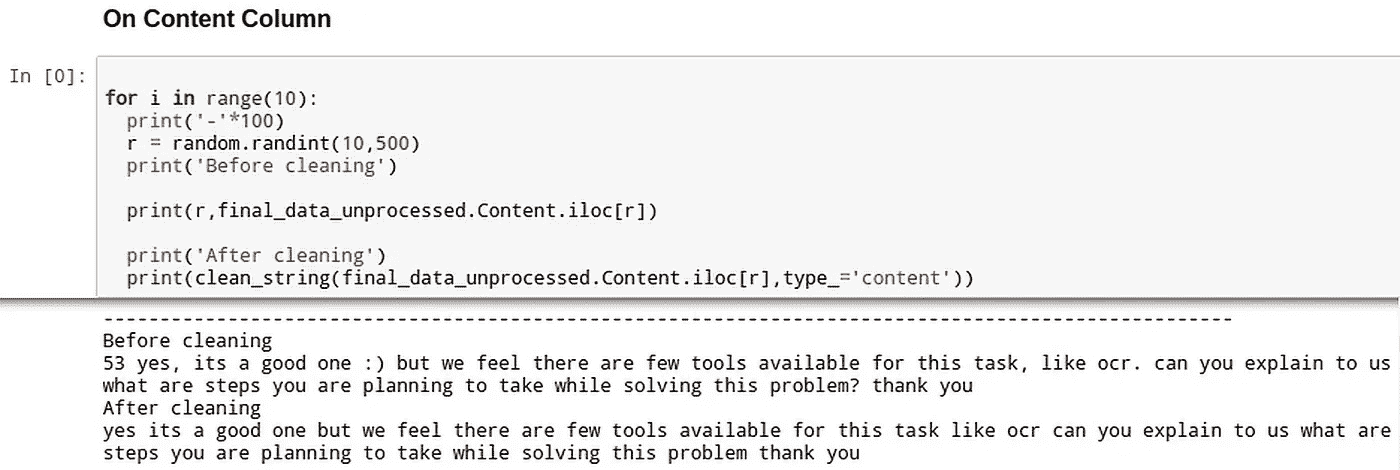 On Content Column
In [0]:
for i in range(10):
  print('-'*100)
  r = random.randint(10,500)
  print('Before cleaning')
  print(r,final_data_unprocessed.Content.iloc[r])
  print('After cleaning')
  print(clean_string(final_data_unprocessed.Content.iloc[r],type_='content'))
----------------------------------------------------------------------------------------------------
Before cleaning
53 yes, its a good one :) but we feel there are few tools available for this task, like ocr. can you explain to us
what are steps you are planning to take while solving this problem? thank you
After cleaning
yes its a good one but we feel there are few tools available for this task like ocr can you explain to us what are
steps you are planning to take while solving this problem thank you